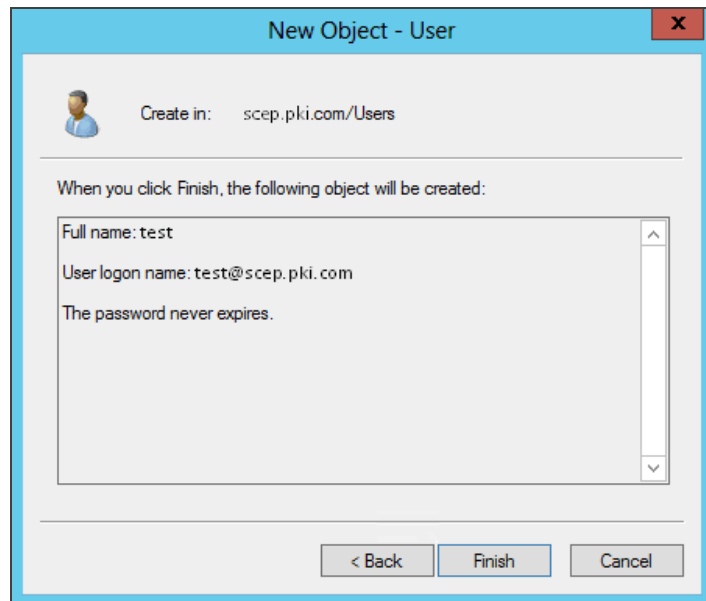 New Object - User
x
Create in: scep.pki.com/Users
When you click Finish, the following object will be created:
Full name: test
User logon name: test@scep.pki.com
The password never expires.
< Back
Finish
Cancel